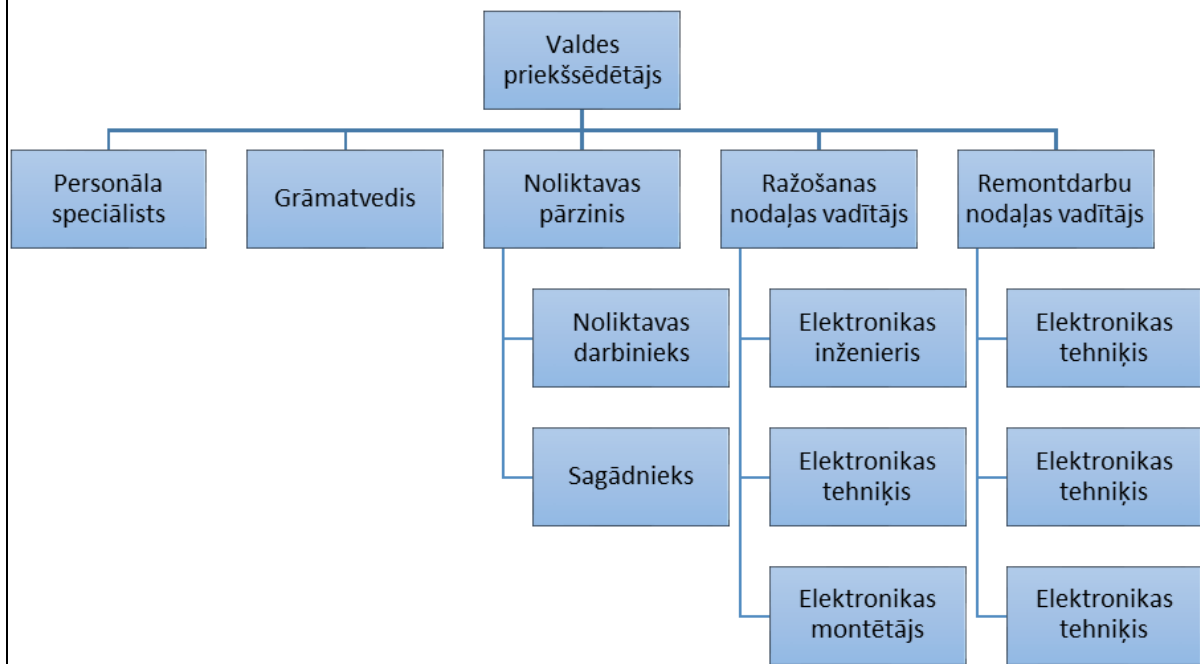 Valdes
priekšsēdētājs
Personāla
speciālists
Grāmatvedis
Noliktavas
pārzinis
Ražošanas
nodaļas vadītājs
Remontdarbu
nodaļas vadītājs
Noliktavas
darbinieks
Elektronikas
inženieris
Elektronikas
tehniķis
Sagādnieks
Elektronikas
tehniķis
Elektronikas
tehniķis
Elektronikas
montētājs
Elektronikas
tehniķis